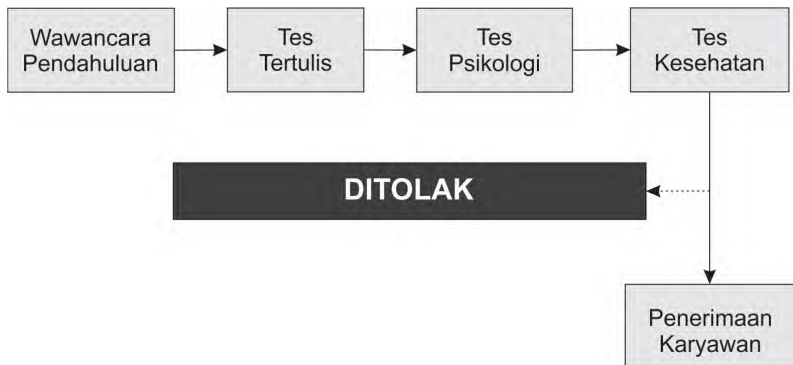 Wawancara
Pendahuluan
Tes
Tertulis
Tes
Psikologi
Tes
Kesehatan
DITOLAK
Penerimaan
Karyawan